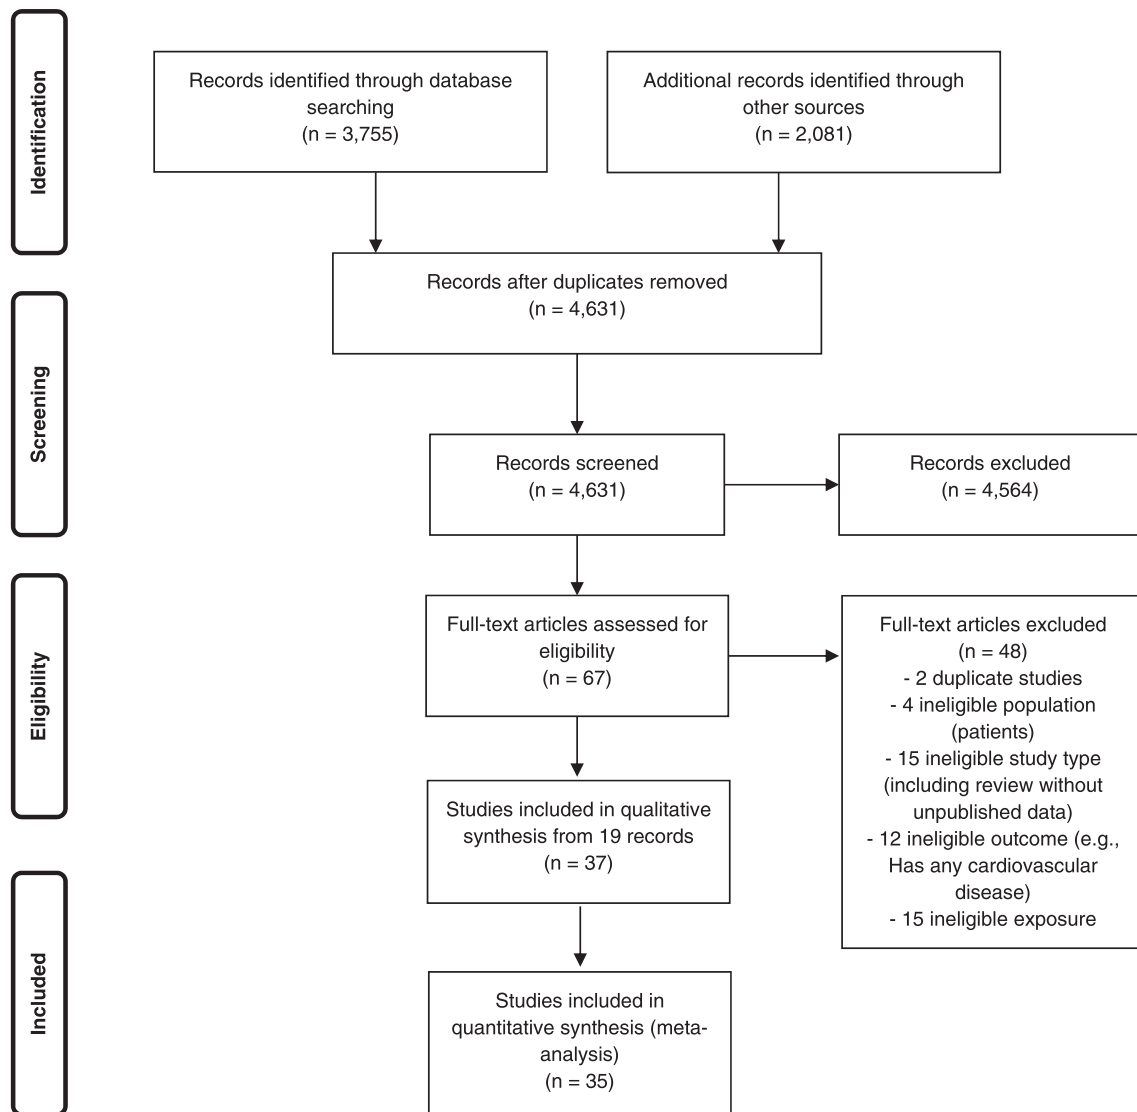 Identification
Records identified through database
searching
(n = 3,755)
Additional records identified through
other sources
(n = 2,081)
Records after duplicates removed
(n = 4,631)
Screening
Records screened
(n = 4,631)
Records excluded
(n = 4,564)
Eligibility
Full-text articles assessed for
eligibility
(n = 67)
Full-text articles excluded
(n = 48)
- 2 duplicate studies
- 4 ineligible population
(patients)
- 15 ineligible study type
(including review without
unpublished data)
- 12 ineligible outcome (e.g.,
Has any cardiovascular
disease)
- 15 ineligible exposure
Studies included in qualitative
synthesis from 19 records
(n = 37)
Included
Studies included in
quantitative synthesis (meta-
analysis)
(n = 35)